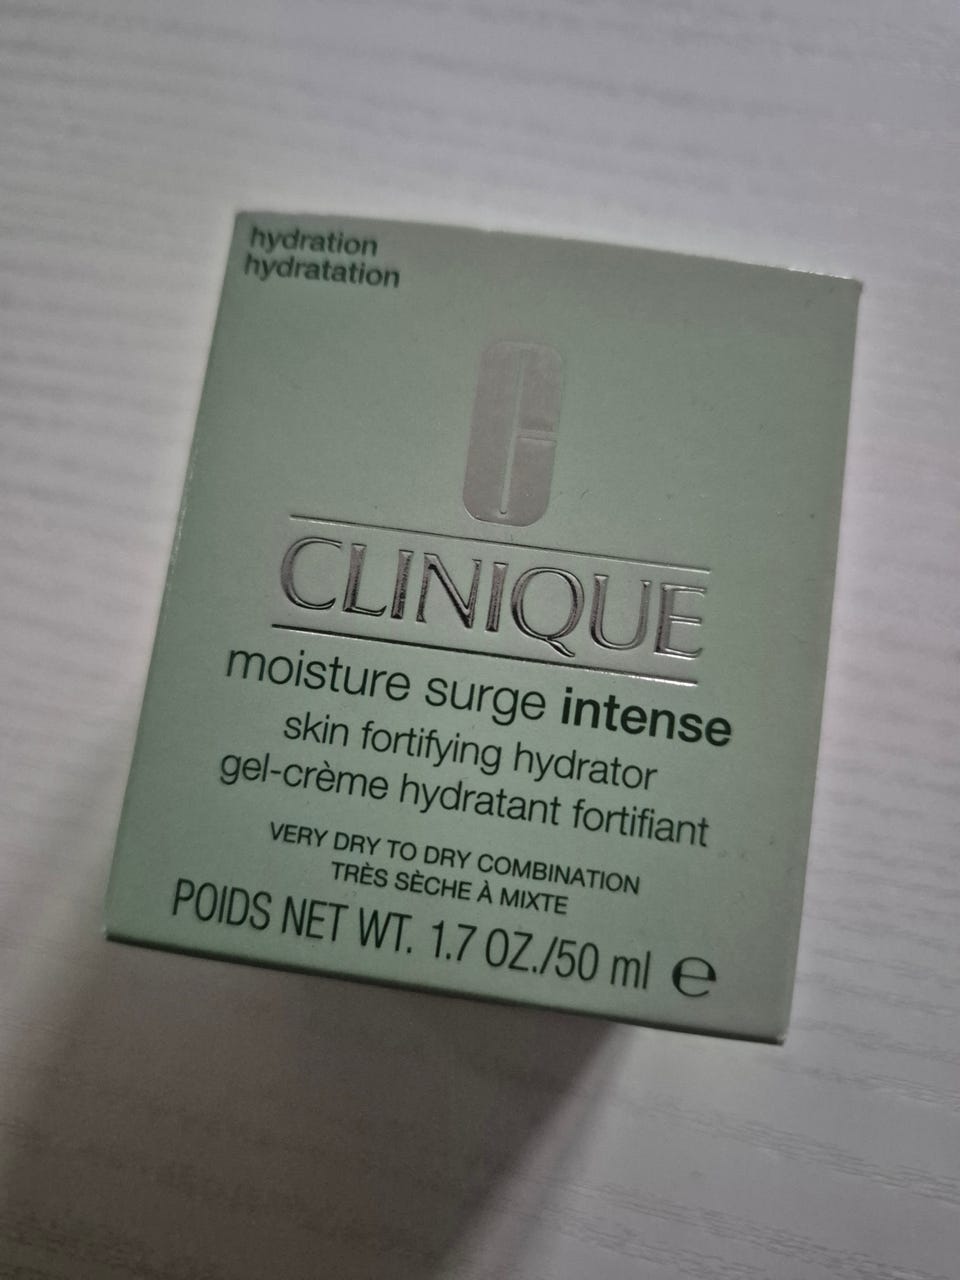 hydration
hydratation
CLINIQUE
moisture surge intense
skin fortifying hydrator
gel-crème hydratant fortifiant
VERY DRY TO DRY COMBINATION
TRÈS SÈCHE À MIXTE
POIDS NET WT. 1.7 OZ./50 ml ℮